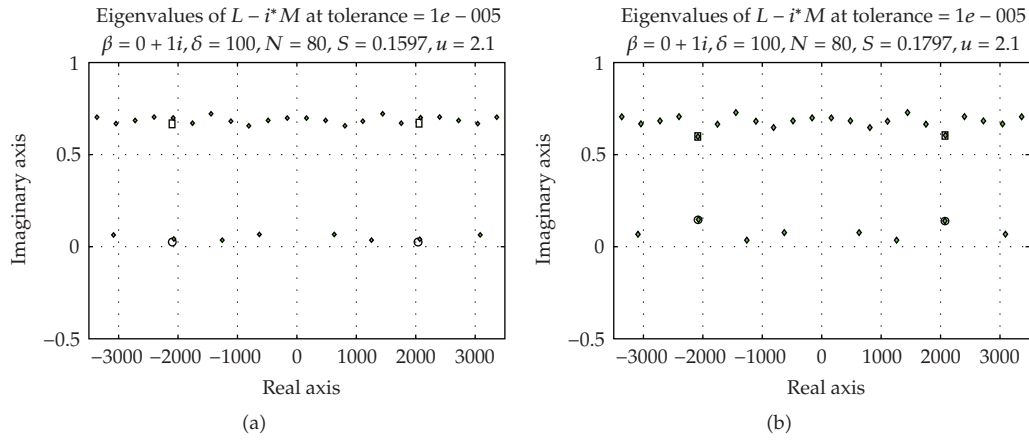 Eigenvalues of L − i*M at tolerance = 1e − 005
β = 0 + 1i, δ = 100, N = 80, S = 0.1597, u = 2.1
1
0.5
0
−0.5
Imaginary axis
−3000 −2000 −1000 0 1000 2000 3000
Real axis
(a)
Eigenvalues of L − i*M at tolerance = 1e − 005
β = 0 + 1i, δ = 100, N = 80, S = 0.1797, u = 2.1
1
0.5
0
−0.5
Imaginary axis
−3000 −2000 −1000 0 1000 2000 3000
Real axis
(b)